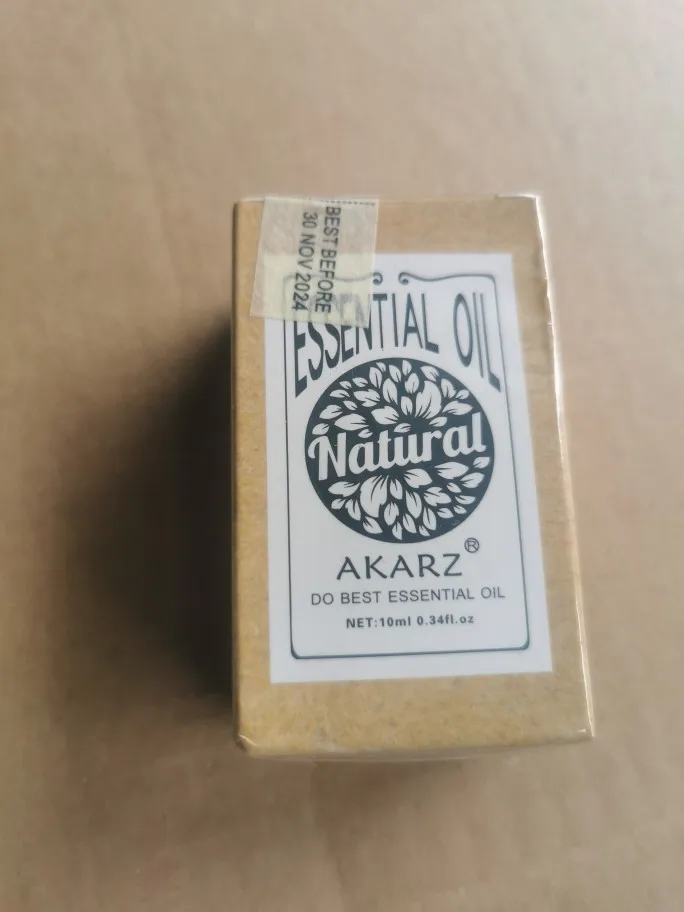 BEST BEFORE
30 NOV 2024
ESSENTIAL OIL
Natural
AKARZ®
DO BEST ESSENTIAL OIL
NET:10ml 0.34fl.oz